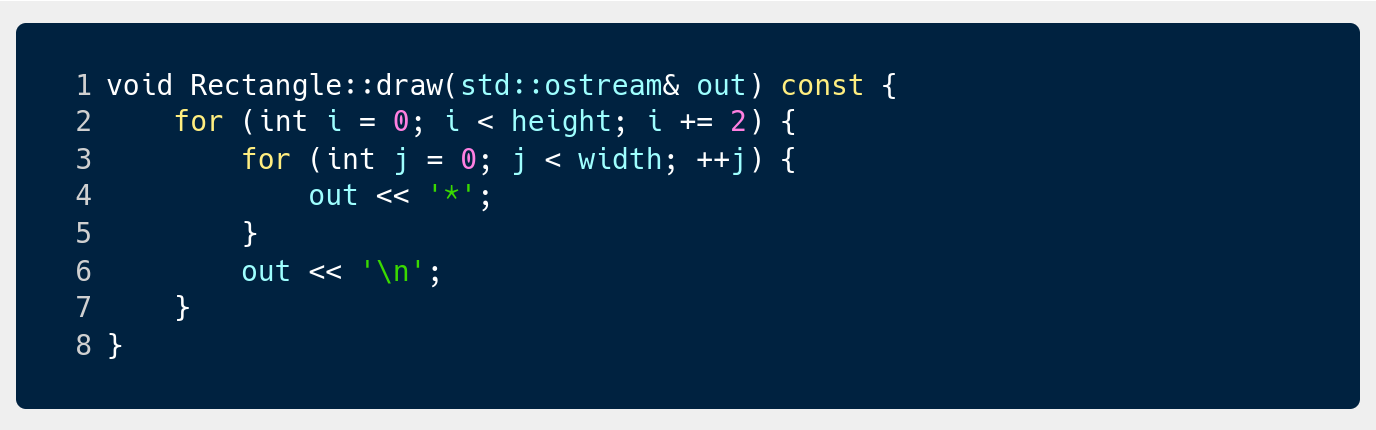 1 void Rectangle::draw(std::ostream& out) const {
2     for (int i = 0; i < height; i += 2) {
3         for (int j = 0; j < width; ++j) {
4             out << '*';
5         }
6         out << '\n';
7     }
8 }